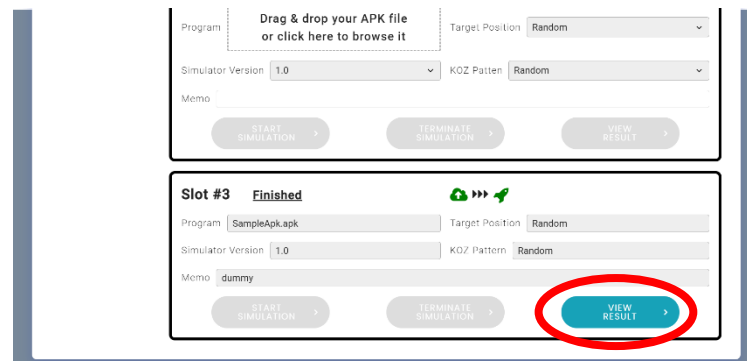 Program
Drag & drop your APK file
or click here to browse it
Target Position Random
Simulator Version 1.0
KOZ Patten Random
Memo
START
SIMULATION
TERMINATE
SIMULATION
VIEW
RESULT
Slot #3 Finished
Program SampleApk.apk
Target Position Random
Simulator Version 1.0
KOZ Pattern Random
Memo dummy
START
SIMULATION
TERMINATE
SIMULATION
VIEW
RESULT